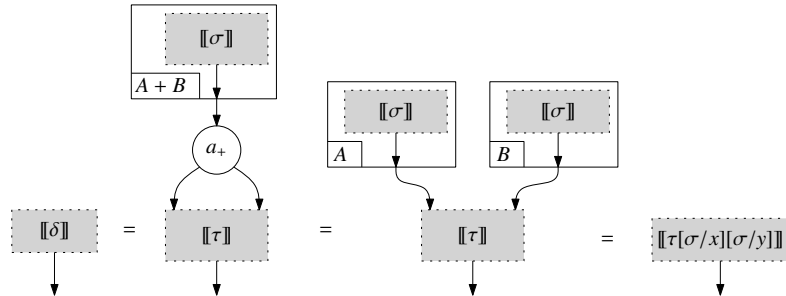 ⟦σ⟧
A + B
a₊
⟦σ⟧ ⟦σ⟧
A B
⟦δ⟧ = ⟦τ⟧ = ⟦τ⟧ = ⟦τ[σ/x][σ/y]⟧